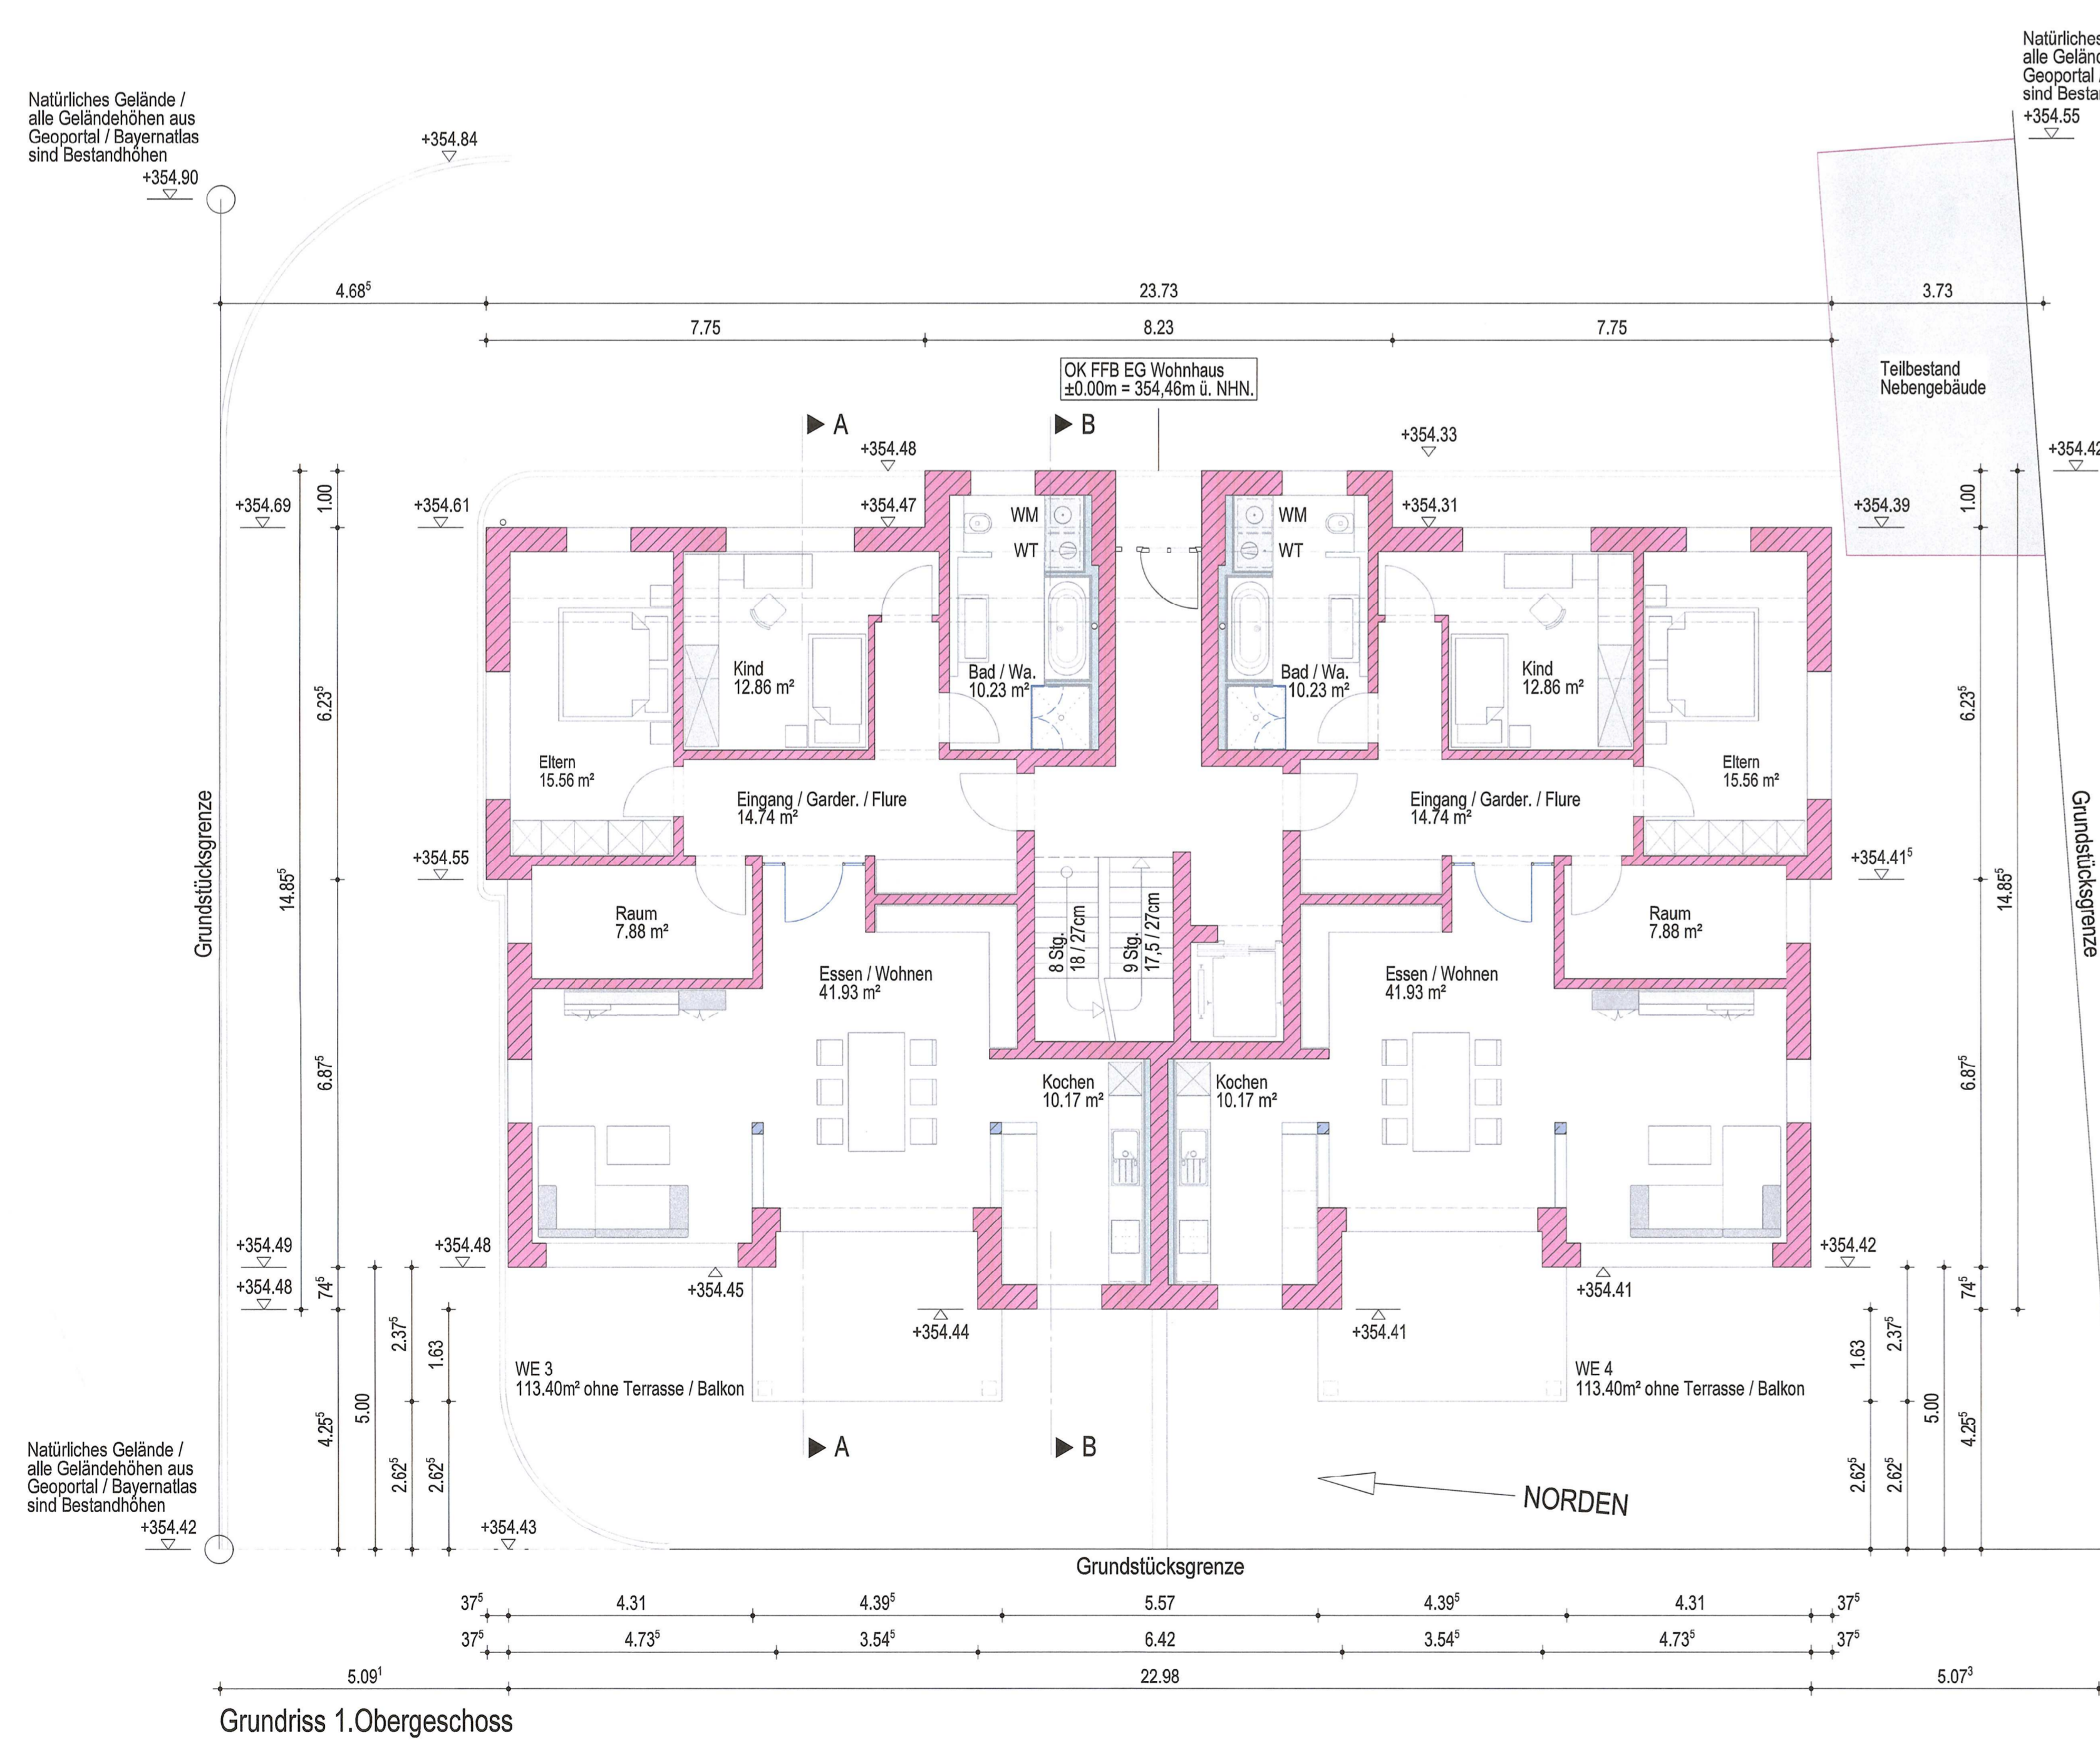 Natürliches Gelände /
alle Geländehöhen aus
Geoportal / Bayernatlas
sind Bestandhöhen
+354.90
+354.84
Natürliches
alle Gelän
Geoportal
sind Besta
+354.55
4.68⁵
23.73
3.73
7.75
8.23
7.75
OK FFB EG Wohnhaus
±0.00m = 354,46m ü. NHN.
Teilbestand
Nebengebäude
A
B
+354.48
+354.33
+354.42
+354.69
1.00
+354.61
+354.47
+354.31
+354.39
1.00
WM
WT
WM
WT
6.23⁵
Kind
12.86 m²
Bad / Wa.
10.23 m²
Bad / Wa.
10.23 m²
Kind
12.86 m²
6.23⁵
Eltern
15.56 m²
Eltern
15.56 m²
Eingang / Garder. / Flure
14.74 m²
Eingang / Garder. / Flure
14.74 m²
Grundstücksgrenze
Grundstücksgrenze
14.85⁵
+354.55
+354.41⁵
14.85⁵
Raum
7.88 m²
8 Stg.
18 / 27cm
9 Stg.
17,5 / 27cm
Raum
7.88 m²
Essen / Wohnen
41.93 m²
Essen / Wohnen
41.93 m²
6.87⁵
6.87⁵
Kochen
10.17 m²
Kochen
10.17 m²
+354.49
+354.48
+354.48
+354.42
74⁵
+354.45
+354.41
74⁵
+354.44
+354.41
2.37⁵
1.63
1.63
2.37⁵
WE 3
113.40m² ohne Terrasse / Balkon
WE 4
113.40m² ohne Terrasse / Balkon
4.25⁵
5.00
5.00
4.25⁵
A
B
Natürliches Gelände /
alle Geländehöhen aus
Geoportal / Bayernatlas
sind Bestandhöhen
+354.42
2.62⁵
2.62⁵
2.62⁵
2.62⁵
NORDEN
+354.43
Grundstücksgrenze
37⁵
4.31
4.39⁵
5.57
4.39⁵
4.31
37⁵
37⁵
4.73⁵
3.54⁵
6.42
3.54⁵
4.73⁵
37⁵
5.09¹
22.98
5.07³
Grundriss 1.Obergeschoss